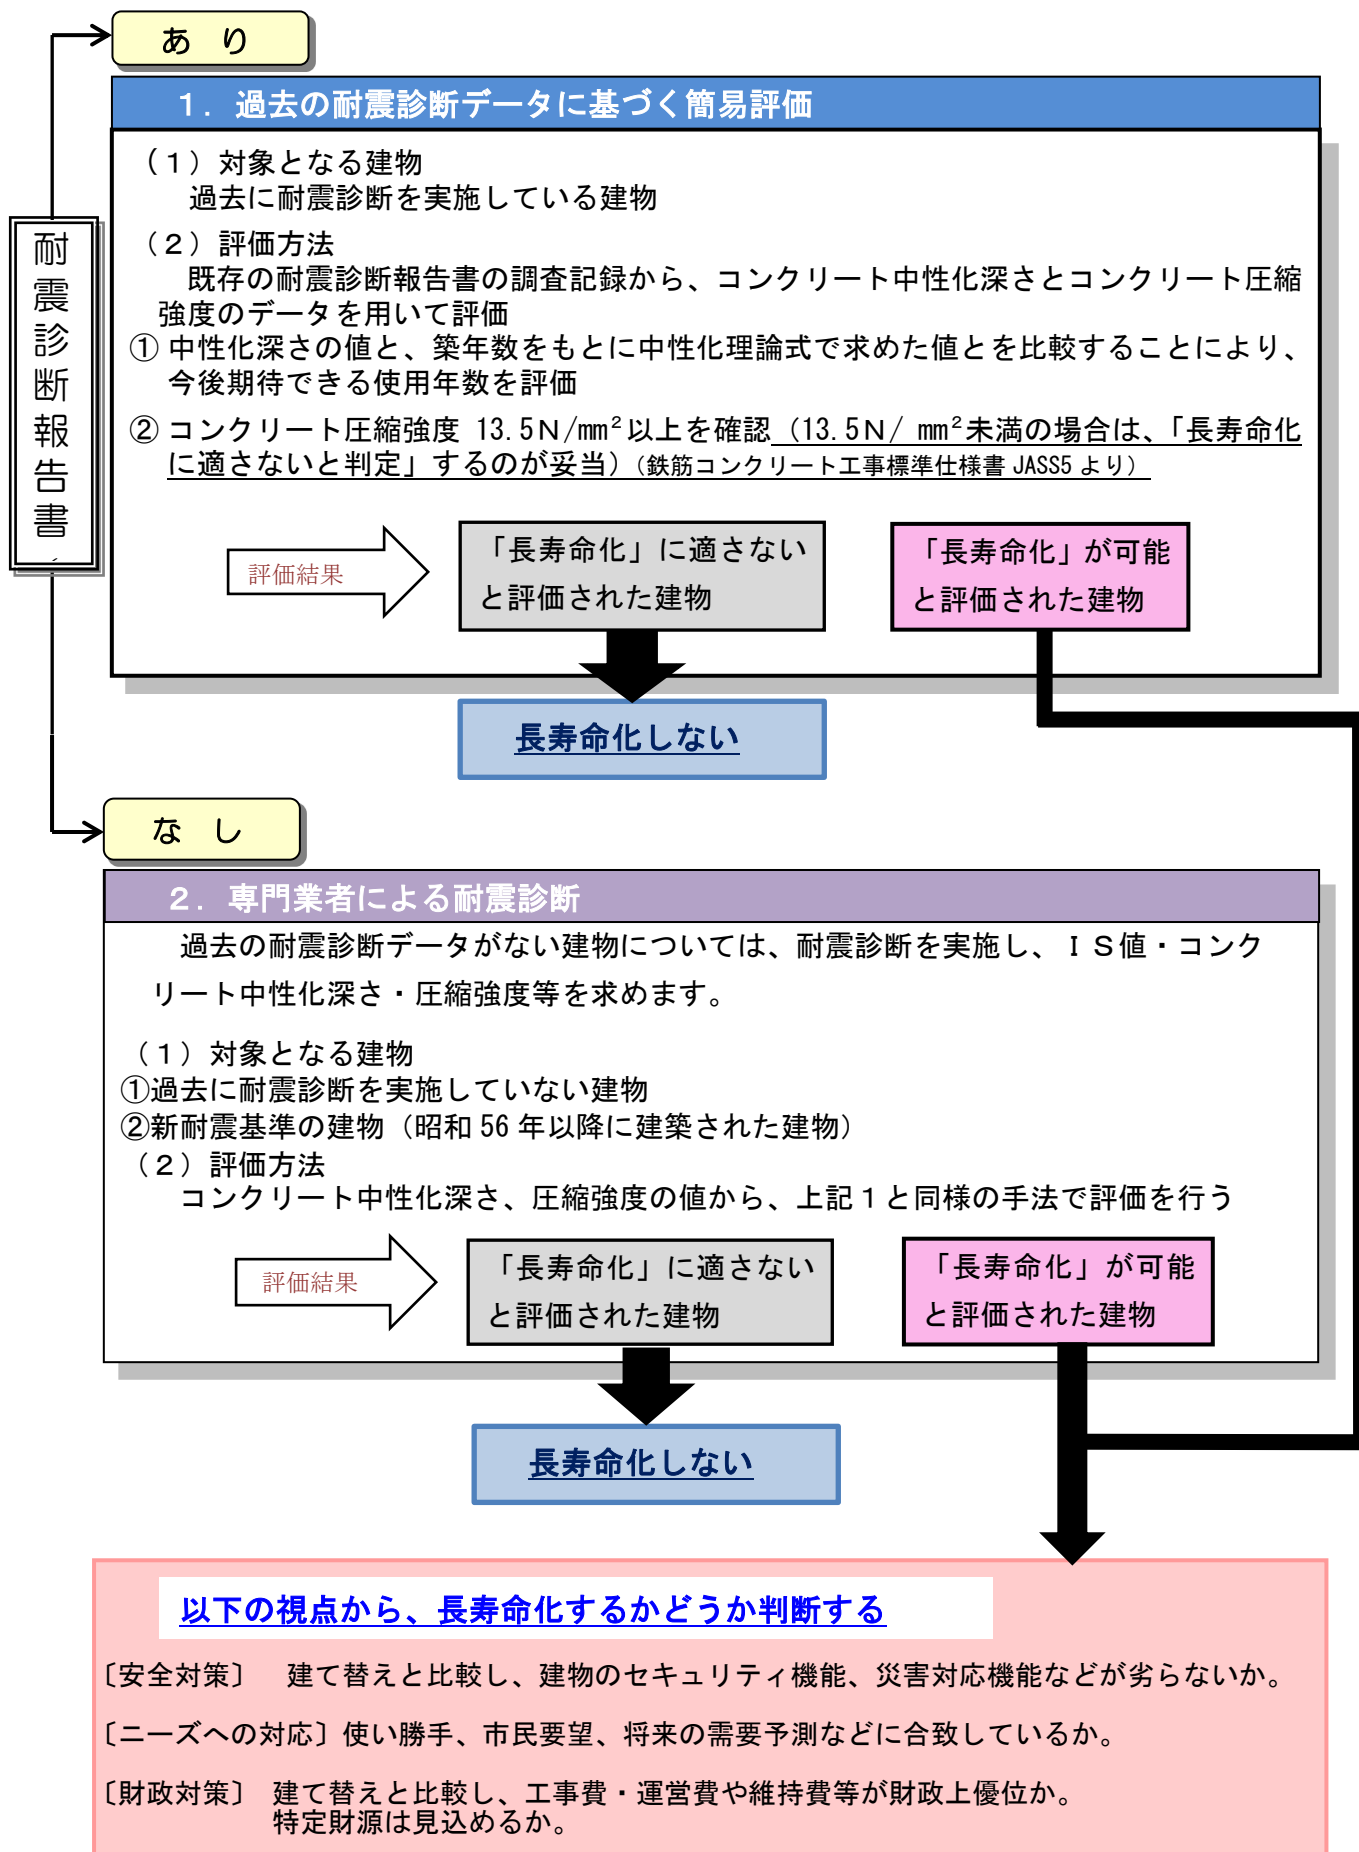 あ り
１．過去の耐震診断データに基づく簡易評価
（１）対象となる建物
過去に耐震診断を実施している建物
（２）評価方法
既存の耐震診断報告書の調査記録から、コンクリート中性化深さとコンクリート圧縮
強度のデータを用いて評価
① 中性化深さの値と、築年数をもとに中性化理論式で求めた値とを比較することにより、
今後期待できる使用年数を評価
② コンクリート圧縮強度 13.5Ｎ/mm²以上を確認（13.5Ｎ/ mm²未満の場合は、「長寿命化
に適さないと判定」するのが妥当）（鉄筋コンクリート工事標準仕様書 JASS5 より）
耐震診断報告書
評価結果
「長寿命化」に適さない
と評価された建物
「長寿命化」が可能
と評価された建物
長寿命化しない
な し
２．専門業者による耐震診断
過去の耐震診断データがない建物については、耐震診断を実施し、ＩＳ値・コンク
リート中性化深さ・圧縮強度等を求めます。
（１）対象となる建物
①過去に耐震診断を実施していない建物
②新耐震基準の建物（昭和 56 年以降に建築された建物）
（２）評価方法
コンクリート中性化深さ、圧縮強度の値から、上記１と同様の手法で評価を行う
評価結果
「長寿命化」に適さない
と評価された建物
「長寿命化」が可能
と評価された建物
長寿命化しない
以下の視点から、長寿命化するかどうか判断する
〔安全対策〕 建て替えと比較し、建物のセキュリティ機能、災害対応機能などが劣らないか。
〔ニーズへの対応〕使い勝手、市民要望、将来の需要予測などに合致しているか。
〔財政対策〕 建て替えと比較し、工事費・運営費や維持費等が財政上優位か。
特定財源は見込めるか。